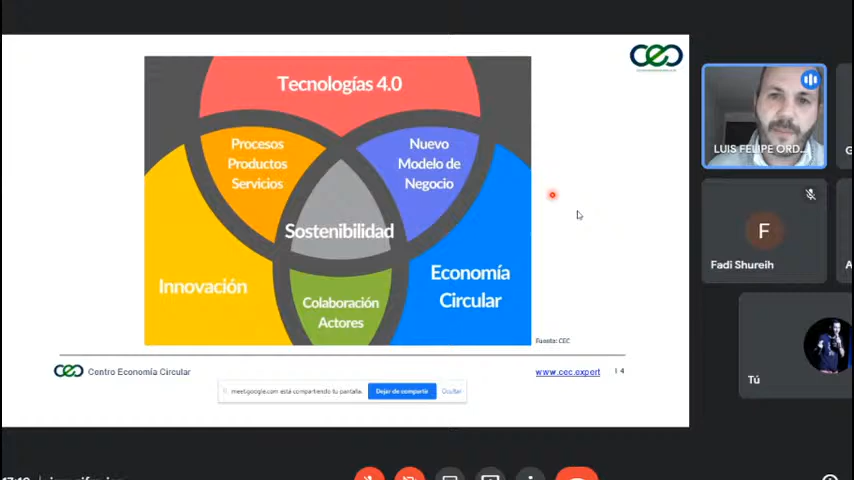 Tecnologías 4.0
Procesos
Productos
Servicios
Nuevo
Modelo de
Negocio
Sostenibilidad
Innovación
Economía
Circular
Colaboración
Actores
Fuente: CEC
Centro Economía Circular
www.cec.expert
14
meet.google.com está compartiendo tu pantalla.
Dejar de compartir
Ocultar
LUIS FELIPE ORD...
G
F
Fadi Shureih
A
Tú